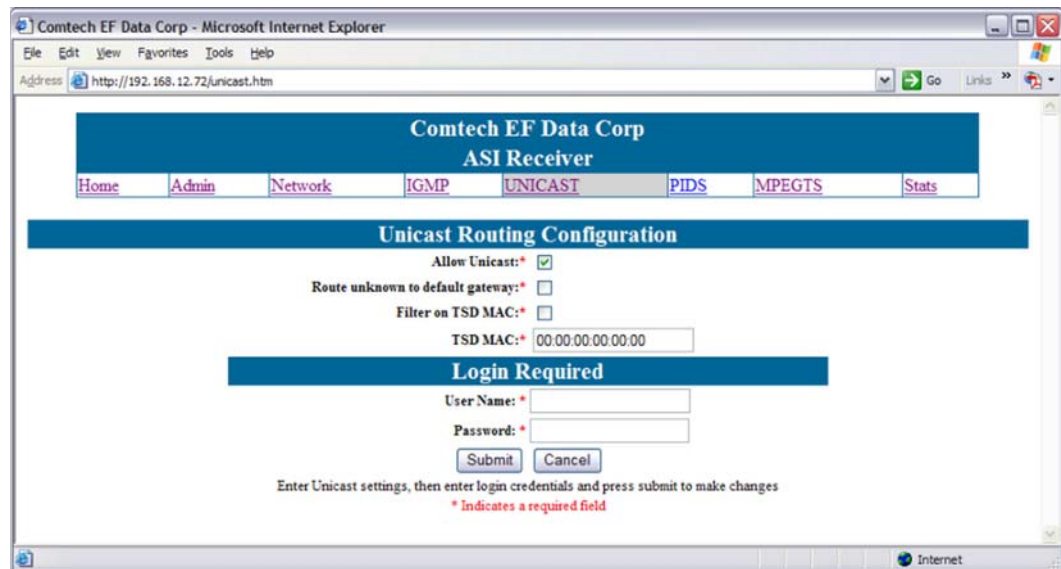 Comtech EF Data Corp - Microsoft Internet Explorer
File Edit View Favorites Tools Help
Address http://192.168.12.72/unicast.htm Go Links »
Comtech EF Data Corp
ASI Receiver
Home Admin Network IGMP UNICAST PIDS MPEGTS Stats
Unicast Routing Configuration
Allow Unicast:*
Route unknown to default gateway:*
Filter on TSD MAC:*
TSD MAC:* 00:00:00:00:00:00
Login Required
User Name: *
Password: *
Submit Cancel
Enter Unicast settings, then enter login credentials and press submit to make changes
* Indicates a required field
Internet